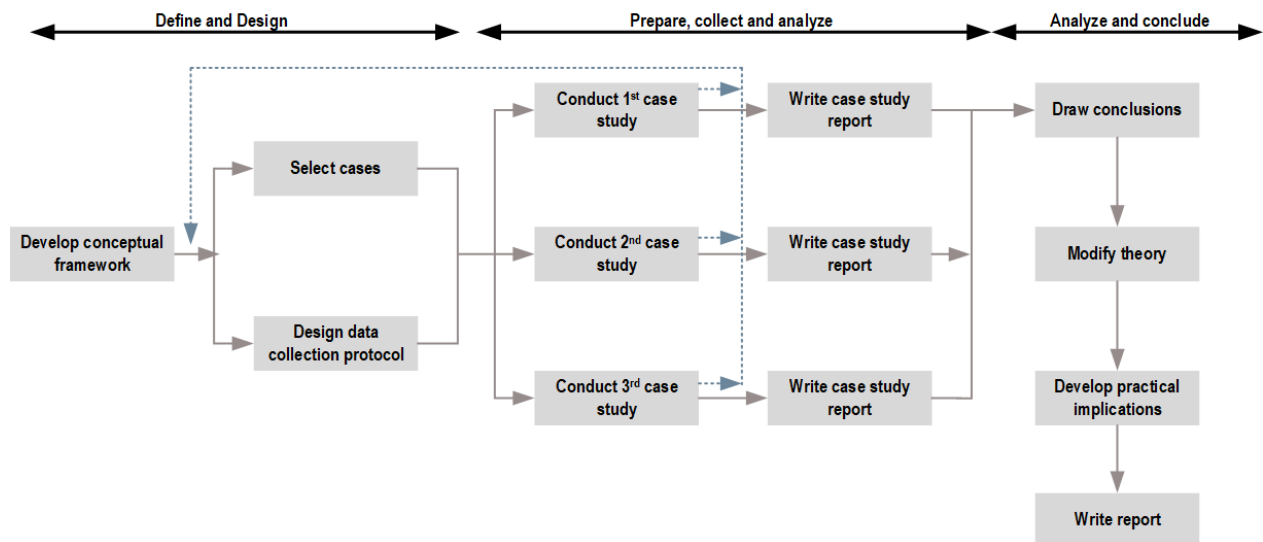 Define and Design
Prepare, collect and analyze
Analyze and conclude
Conduct 1st case
study
Write case study
report
Draw conclusions
Select cases
Develop conceptual
framework
Conduct 2nd case
study
Write case study
report
Modify theory
Design data
collection protocol
Conduct 3rd case
study
Write case study
report
Develop practical
implications
Write report